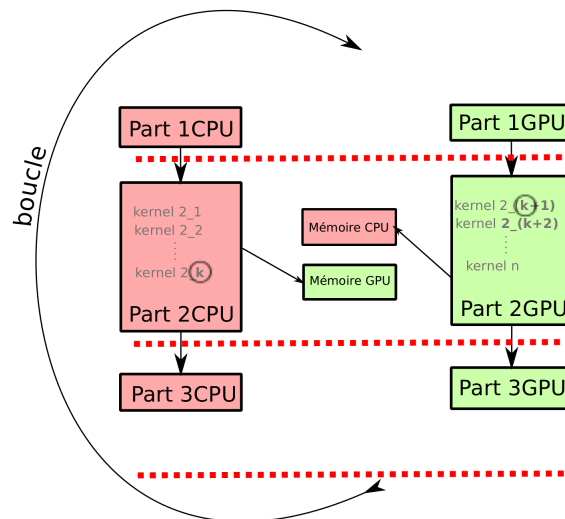 boucle
Part 1CPU
Part 1GPU
kernel 2_1
kernel 2_2
kernel 2_k
Part 2CPU
Mémoire CPU
Mémoire GPU
kernel 2_(k+1)
kernel 2_(k+2)
kernel n
Part 2GPU
Part 3CPU
Part 3GPU